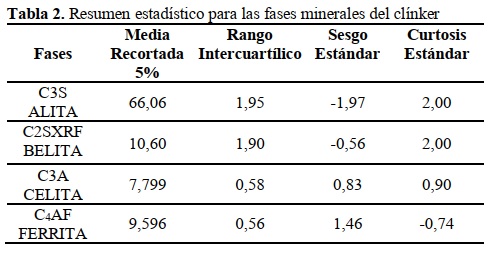 Tabla 2. Resumen estadístico para las fases minerales del clínker
Fases Media Recortada 5% Rango Intercuartílico Sesgo Estándar Curtosis Estándar
C3S ALITA 66,06 1,95 -1,97 2,00
C2SXRF BELITA 10,60 1,90 -0,56 2,00
C3A CELITA 7,799 0,58 0,83 0,90
C₄AF FERRITA 9,596 0,56 1,46 -0,74